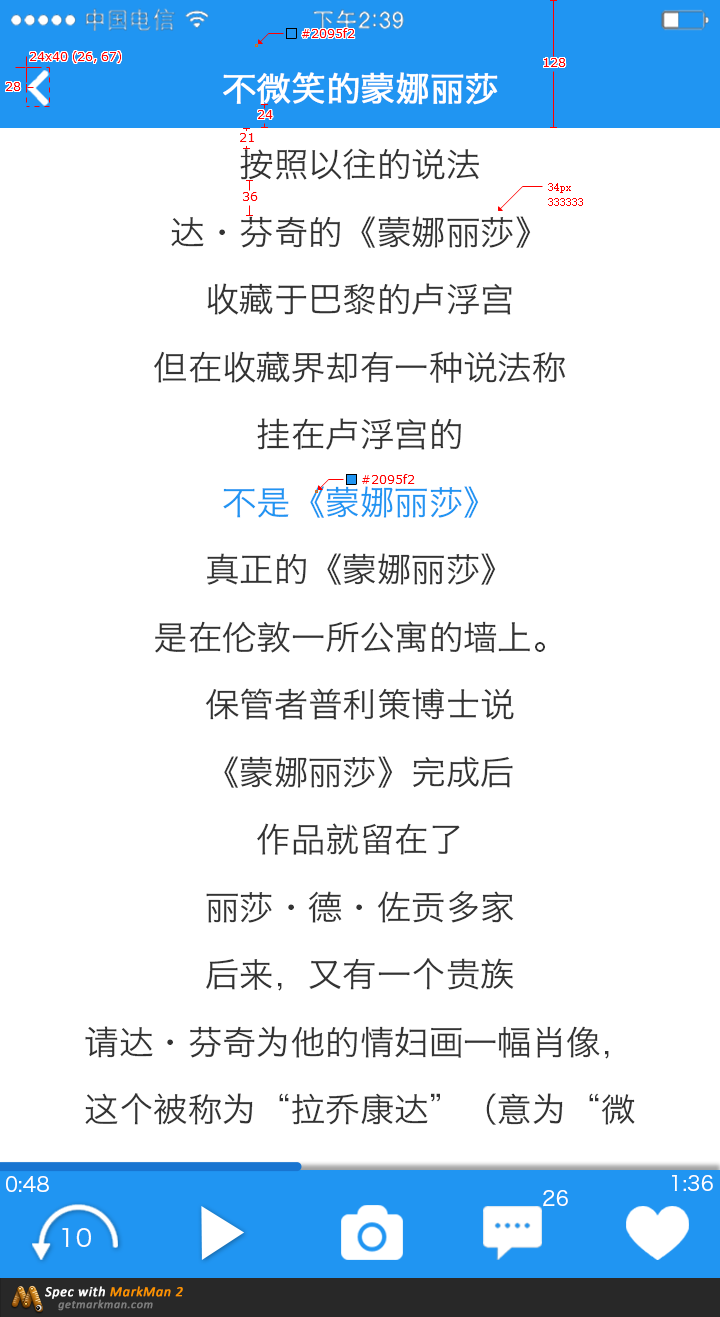 中国电信 下午2:39
#2095f2
24x40 (26, 67)
28
128
不微笑的蒙娜丽莎
24
21
按照以往的说法
36
34px
333333
达·芬奇的《蒙娜丽莎》
收藏于巴黎的卢浮宫
但在收藏界却有一种说法称
挂在卢浮宫的
#2095f2
不是《蒙娜丽莎》
真正的《蒙娜丽莎》
是在伦敦一所公寓的墙上。
保管者普利策博士说
《蒙娜丽莎》完成后
作品就留在了
丽莎·德·佐贡多家
后来，又有一个贵族
请达·芬奇为他的情妇画一幅肖像，
这个被称为“拉乔康达”（意为“微
0:48 1:36
10
26
Spec with MarkMan 2
getmarkman.com